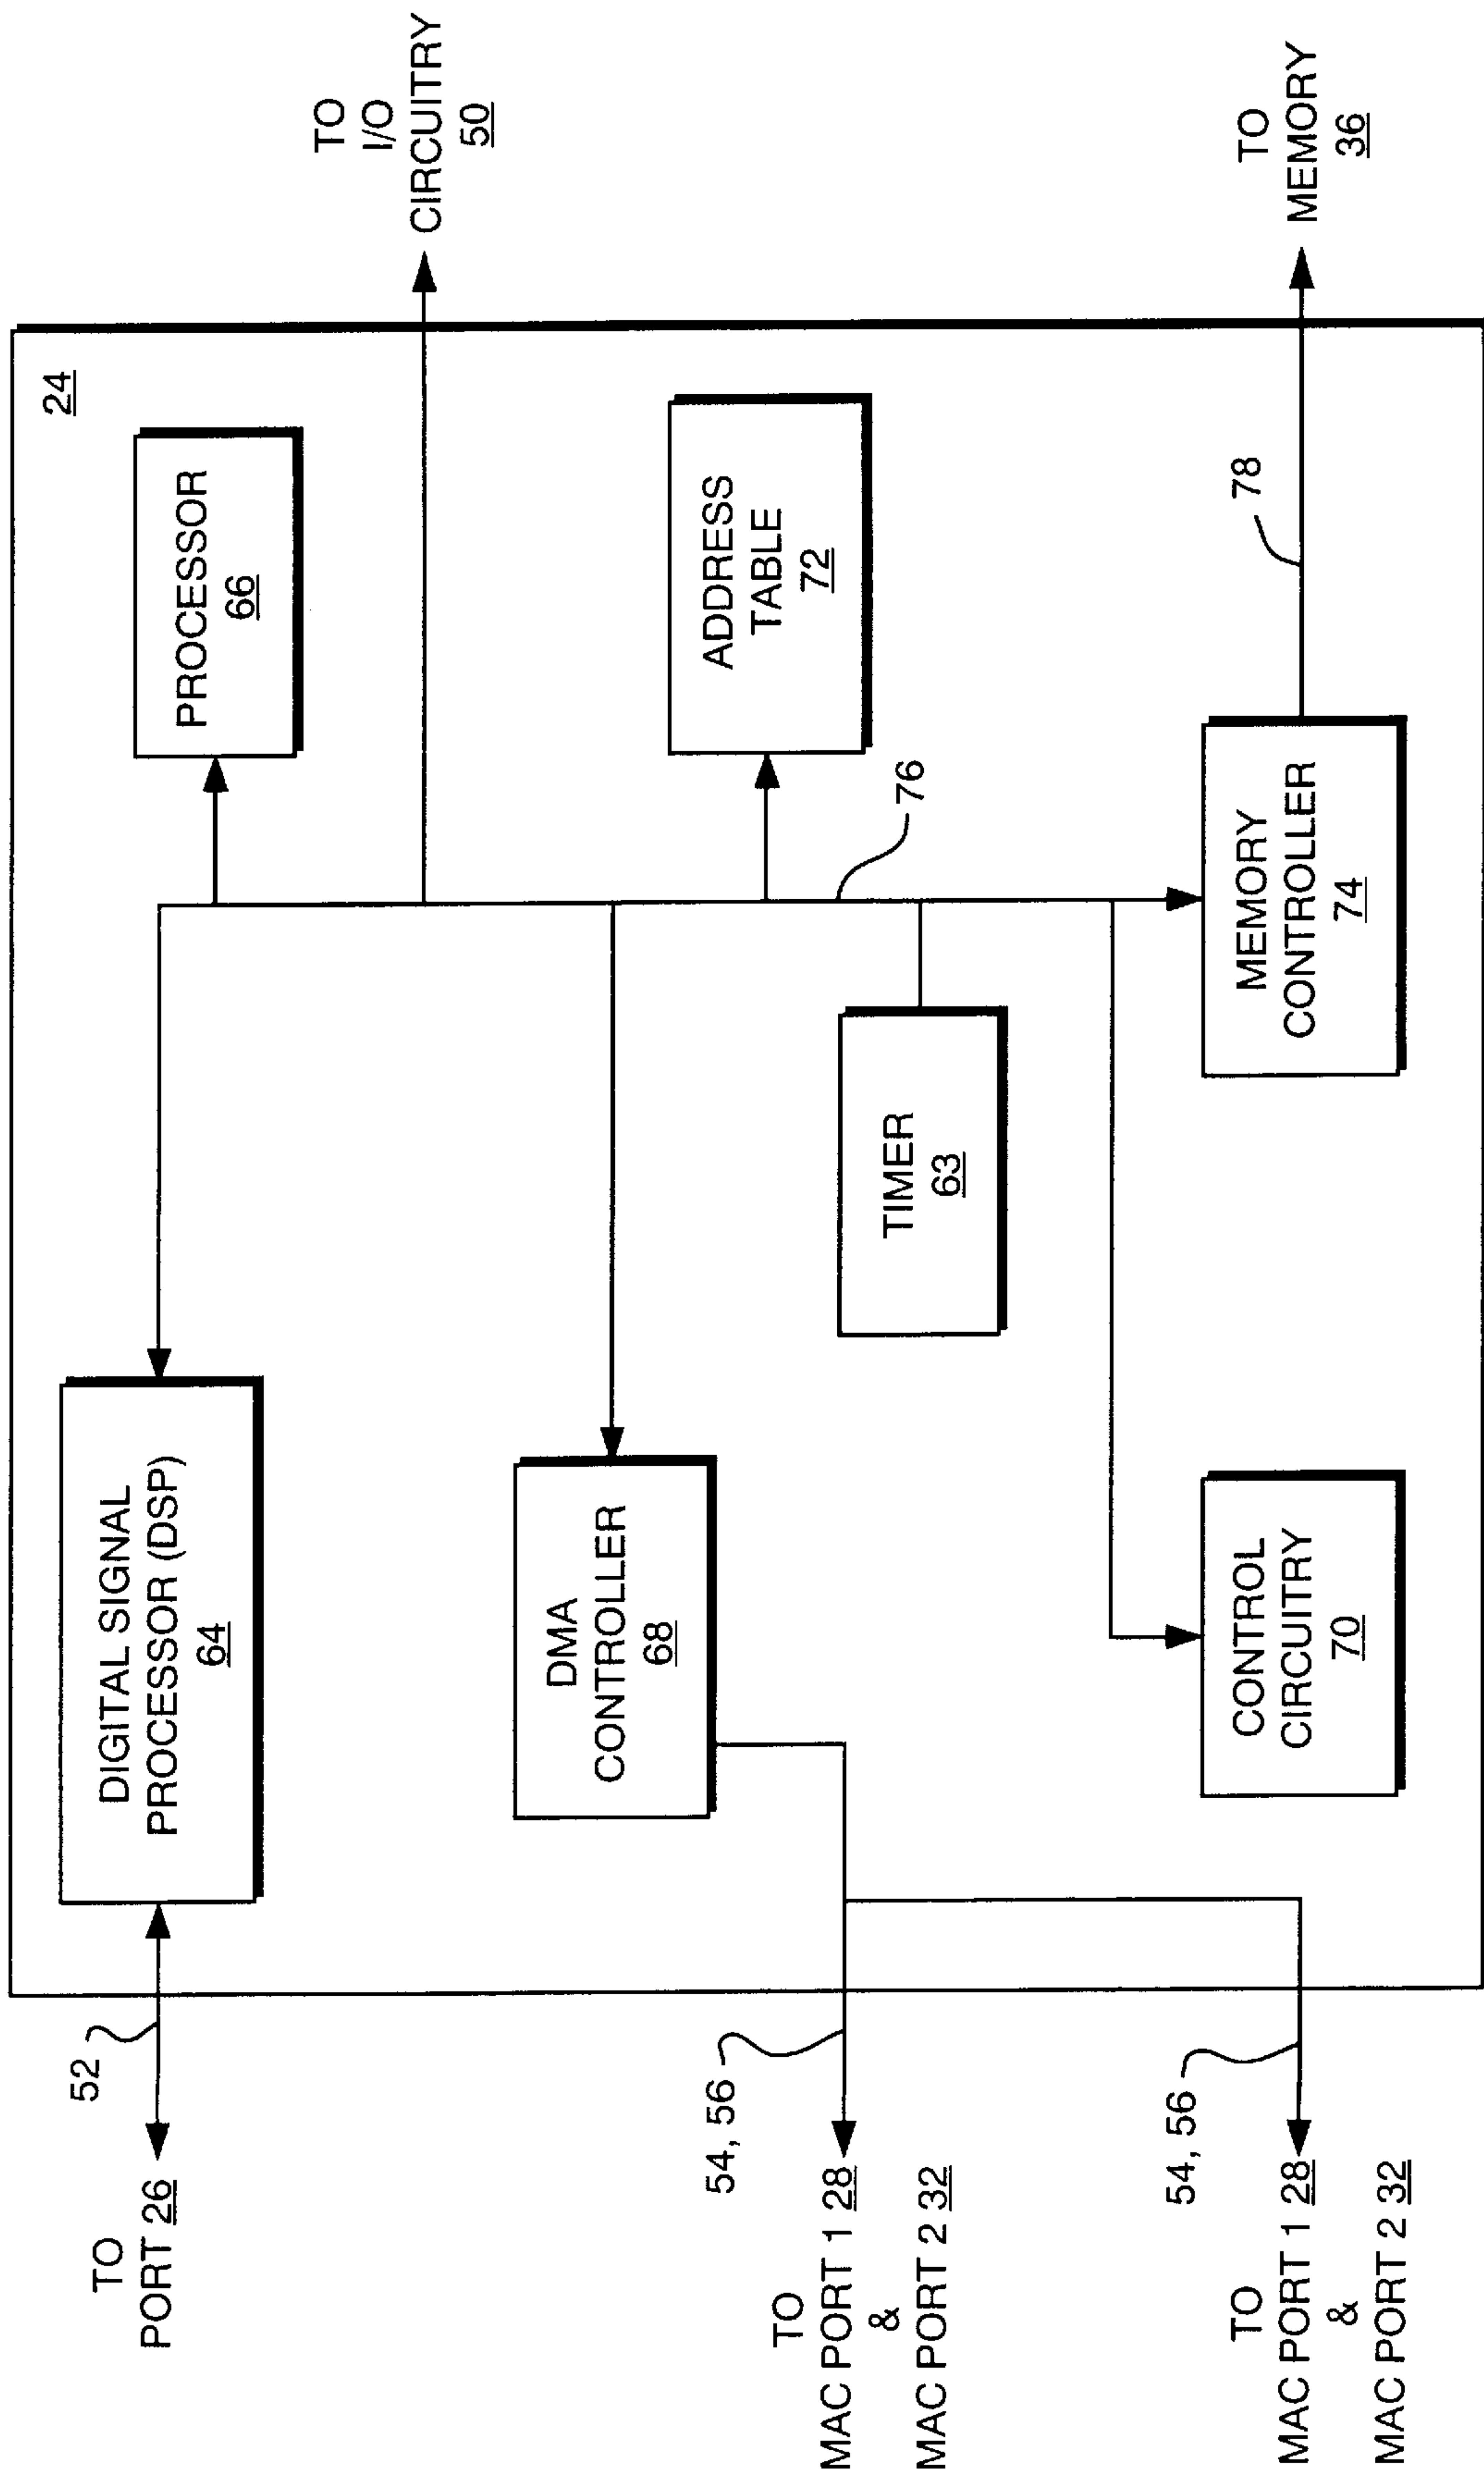 24
DIGITAL SIGNAL
PROCESSOR (DSP)
64
PROCESSOR
66
52
TO
PORT 26
TO
I/O
CIRCUITRY
50
DMA
CONTROLLER
68
ADDRESS
TABLE
72
76
TIMER
63
54, 56
TO
MAC PORT 1 28
&
MAC PORT 2 32
CONTROL
CIRCUITRY
70
MEMORY
CONTROLLER
74
78
TO
MEMORY
36
54, 56
TO
MAC PORT 1 28
&
MAC PORT 2 32